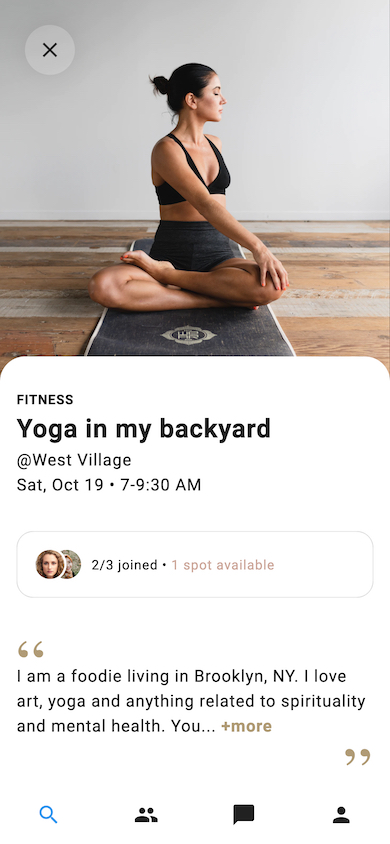 FITNESS
Yoga in my backyard
@West Village
Sat, Oct 19 • 7-9:30 AM
2/3 joined • 1 spot available
“
I am a foodie living in Brooklyn, NY. I love
art, yoga and anything related to spirituality
and mental health. You... +more
”